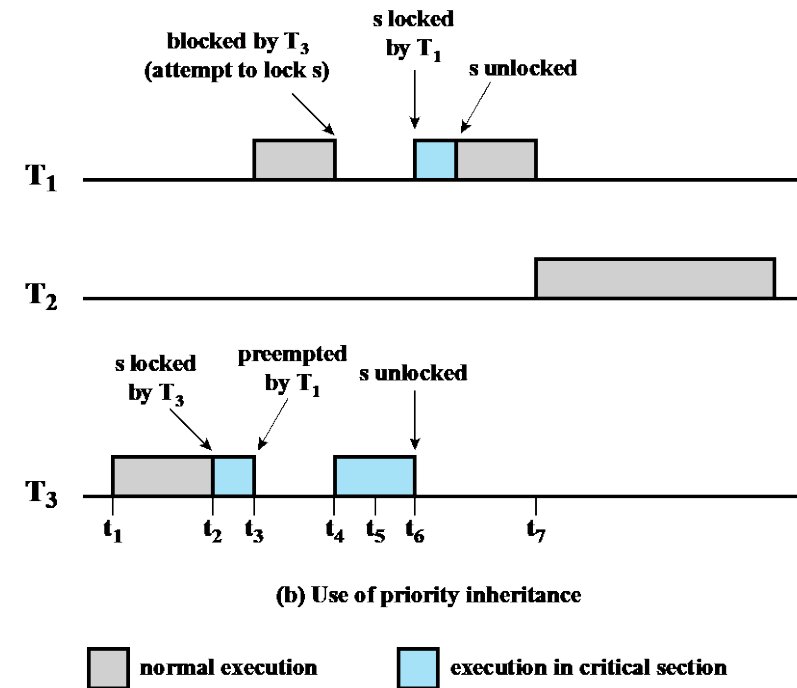 s locked
by T₁
blocked by T₃
(attempt to lock s)
s unlocked
T₁
T₂
s locked
by T₃
preempted
by T₁
s unlocked
T₃
t₁ t₂ t₃ t₄ t₅ t₆ t₇
(b) Use of priority inheritance
normal execution
execution in critical section